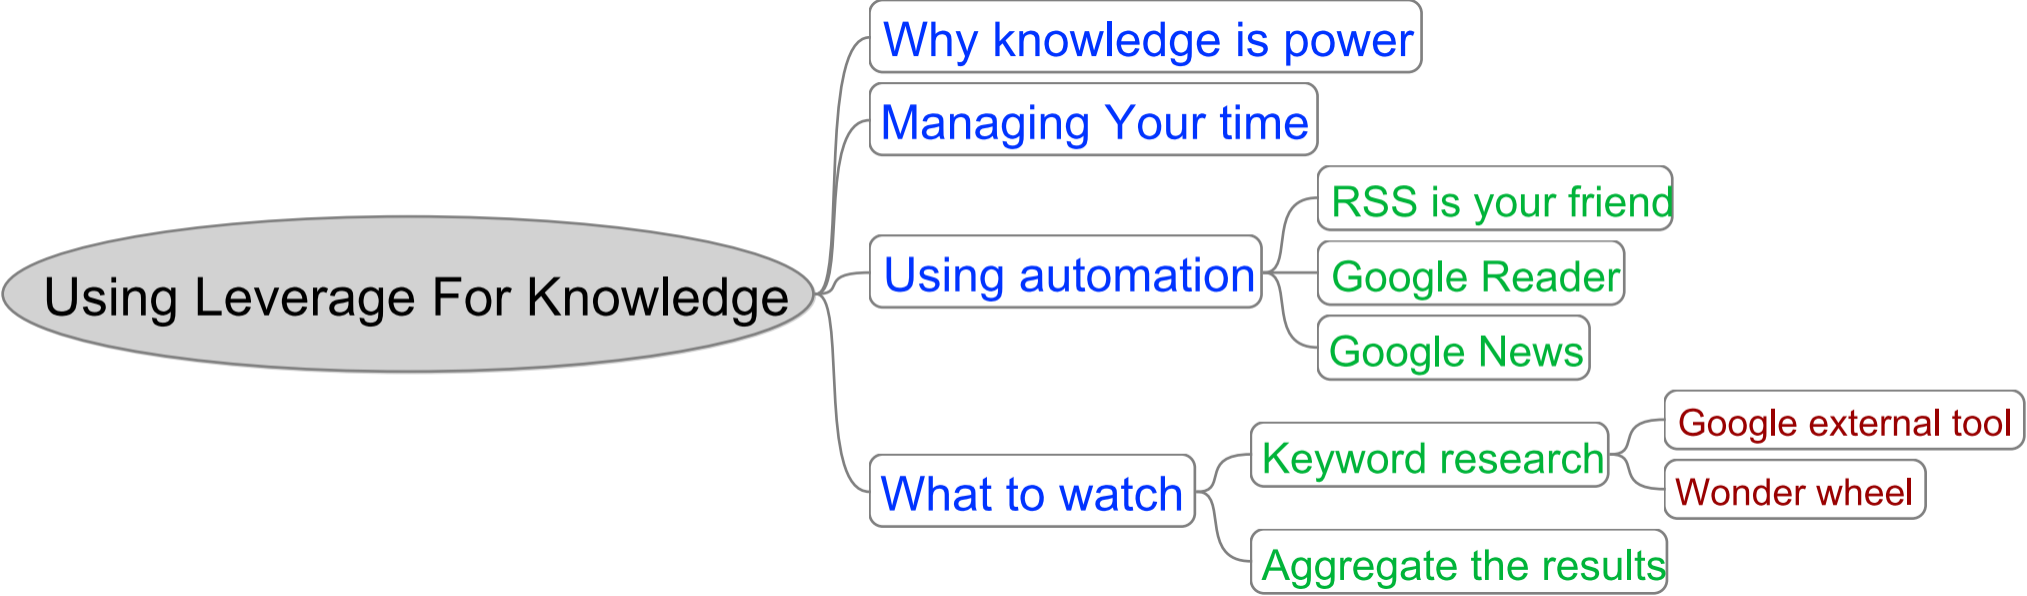 Using Leverage For Knowledge
Why knowledge is power
Managing Your time
Using automation
RSS is your friend
Google Reader
Google News
What to watch
Keyword research
Google external tool
Wonder wheel
Aggregate the results